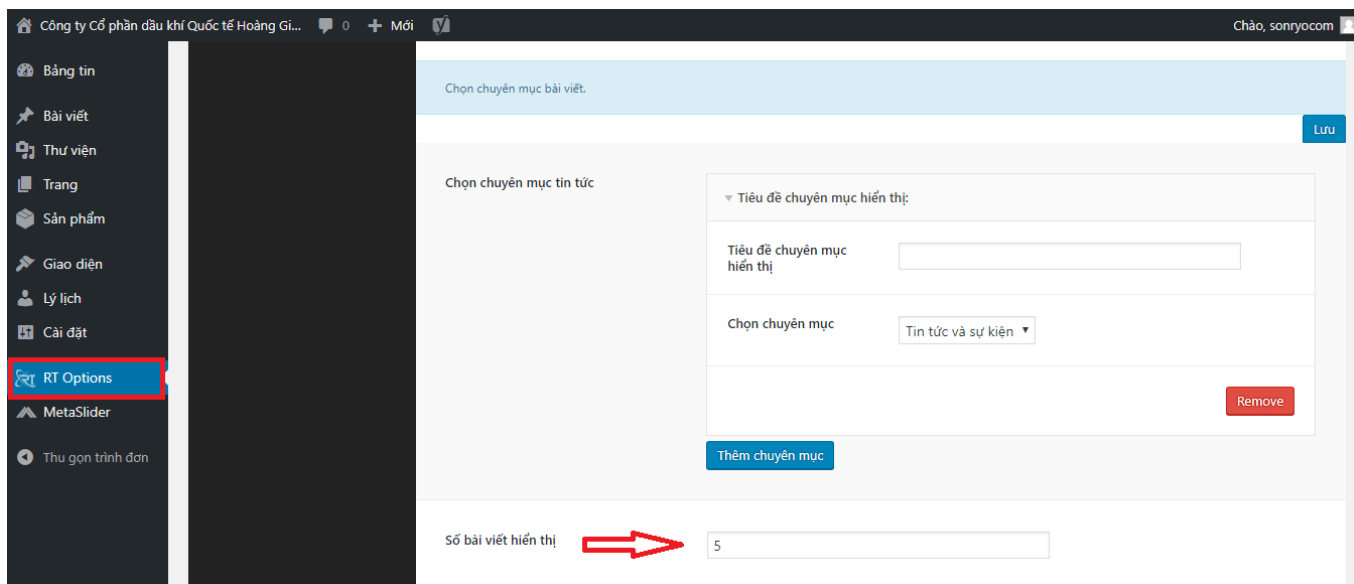 Công ty Cổ phần dầu khí Quốc tế Hoàng Gi... 0 + Mới
Chào, sonryocom
Bảng tin
Bài viết
Thư viện
Trang
Sản phẩm
Giao diện
Lý lịch
Cài đặt
RT Options
MetaSlider
Thu gọn trình đơn
Chọn chuyên mục bài viết.
Lưu
Chọn chuyên mục tin tức
Tiêu đề chuyên mục hiển thị:
Tiêu đề chuyên mục
hiển thị
Chọn chuyên mục
Tin tức và sự kiện
Remove
Thêm chuyên mục
Số bài viết hiển thị
5